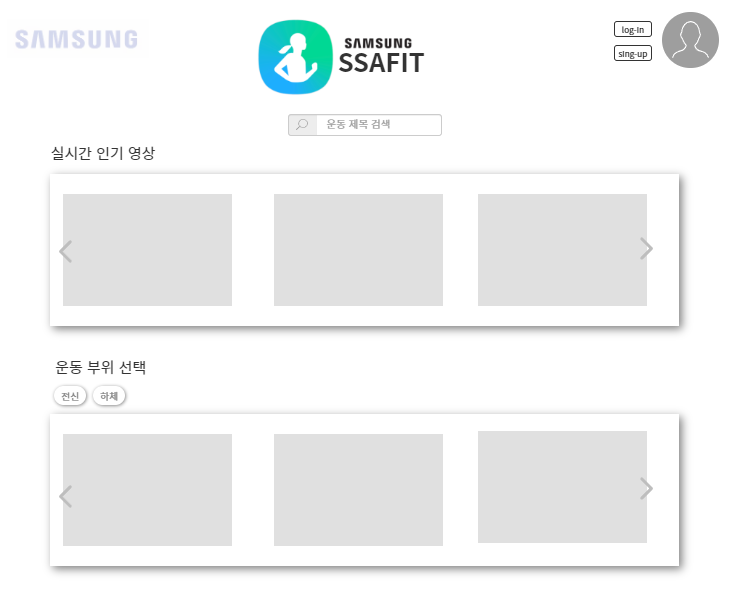 SAMSUNG
SAMSUNG
SSAFIT
log-in
sing-up
운동 제목 검색
실시간 인기 영상
운동 부위 선택
전신
하체